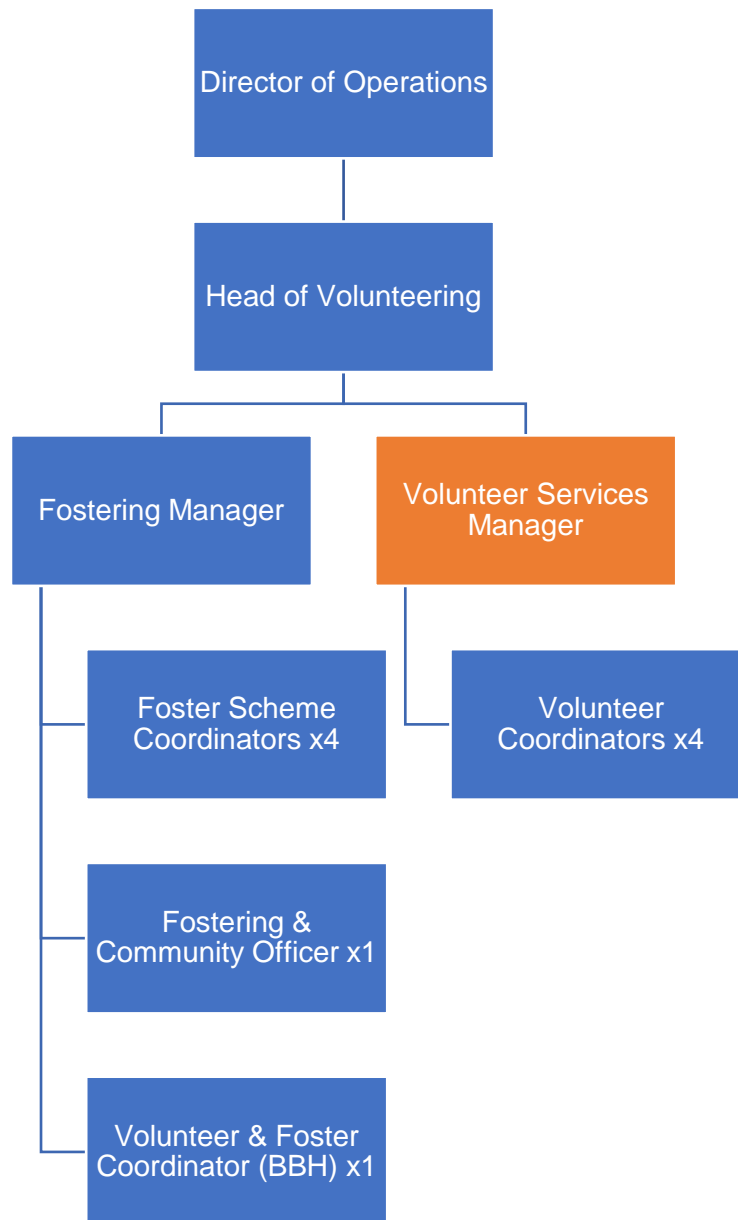 Director of Operations
Head of Volunteering
Fostering Manager
Volunteer Services
Manager
Foster Scheme
Coordinators x4
Volunteer
Coordinators x4
Fostering &
Community Officer x1
Volunteer & Foster
Coordinator (BBH) x1